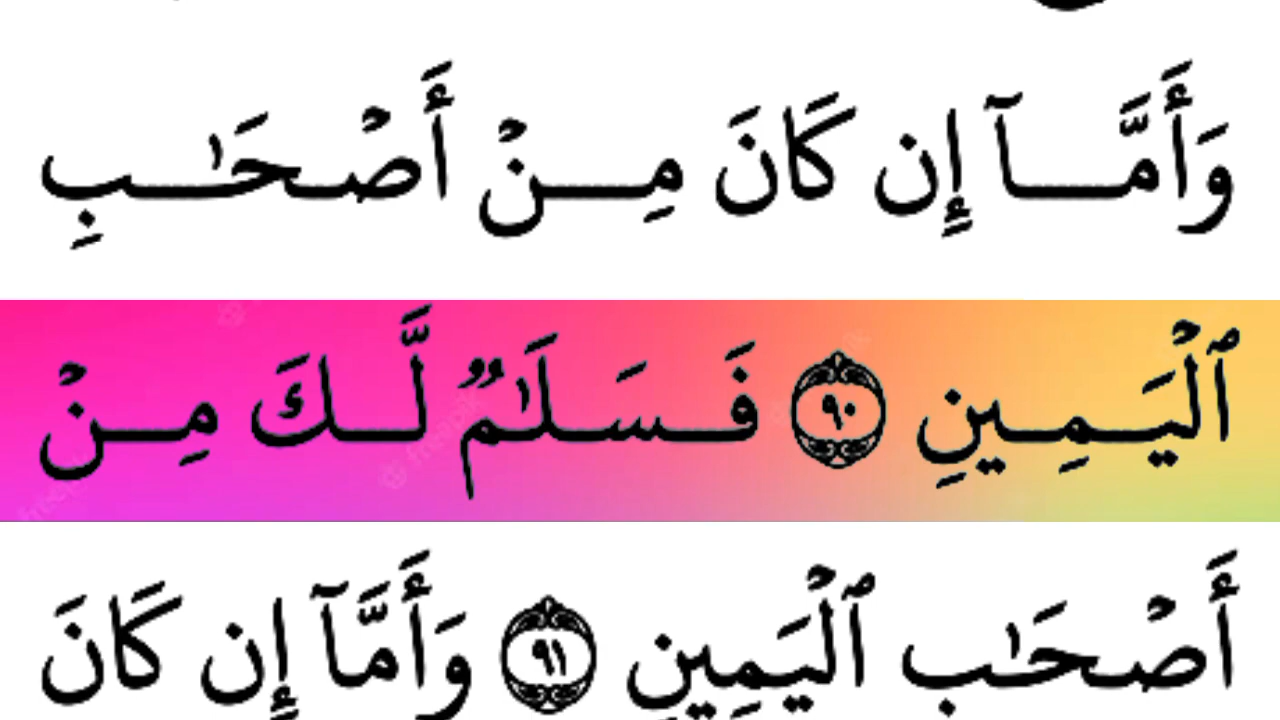 وَأَمَّآ إِن كَانَ مِنْ أَصْحَٰبِ
ٱلْيَمِينِ ٩٠ فَسَلَٰمٌ لَّكَ مِنْ
أَصْحَٰبِ ٱلْيَمِينِ ٩١ وَأَمَّآ إِن كَانَ